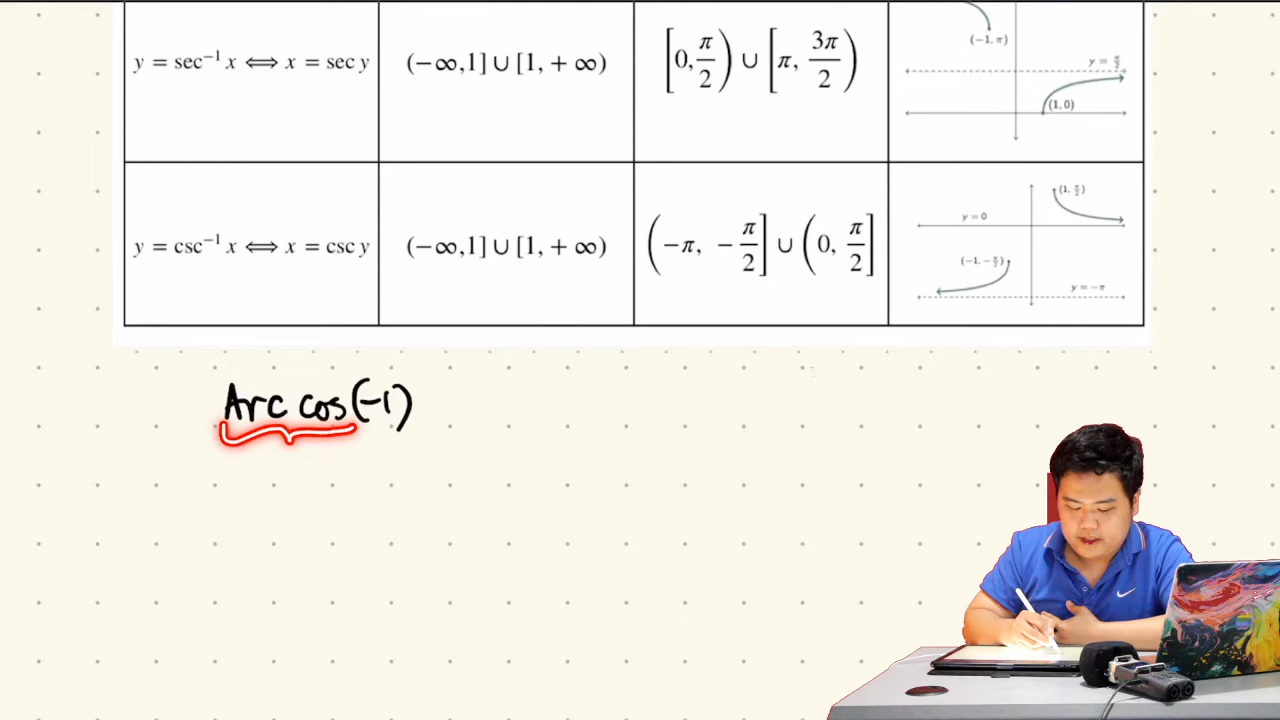 y = sec⁻¹ x ⟺ x = sec y
(−∞,1] ∪ [1, + ∞)
[0, π/2) ∪ [π, 3π/2)
(−1, π)
y = π/2
(1, 0)
y = csc⁻¹ x ⟺ x = csc y
(−∞,1] ∪ [1, + ∞)
(−π, −π/2] ∪ (0, π/2]
(1, π/2)
y = 0
(−1, −π/2)
y = −π
Arc cos(-1)